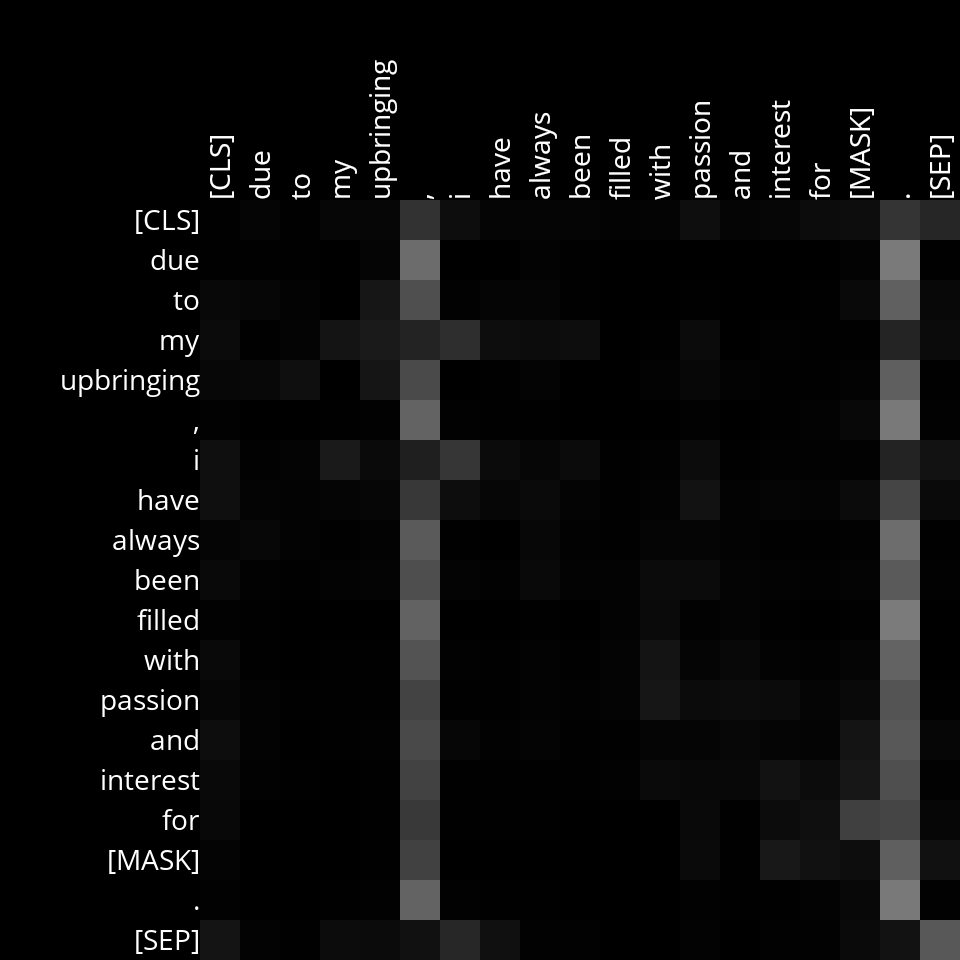 [CLS] due to my upbringing , i have always been filled with passion and interest for [MASK] . [SEP]
[CLS]
due
to
my
upbringing
,
i
have
always
been
filled
with
passion
and
interest
for
[MASK]
.
[SEP]